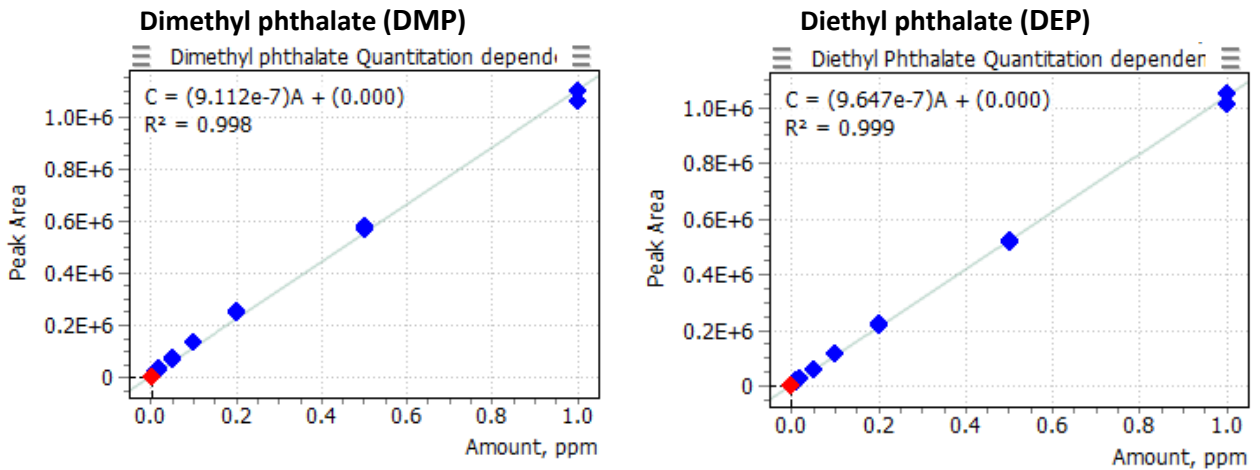 Dimethyl phthalate (DMP)
Dimethyl phthalate Quantitation depende
C = (9.112e-7)A + (0.000)
R² = 0.998
1.0E+6
0.8E+6
0.6E+6
0.4E+6
0.2E+6
0
Peak Area
0.0 0.2 0.4 0.6 0.8 1.0
Amount, ppm
Diethyl phthalate (DEP)
Diethyl Phthalate Quantitation dependen
C = (9.647e-7)A + (0.000)
R² = 0.999
1.0E+6
0.8E+6
0.6E+6
0.4E+6
0.2E+6
0
Peak Area
0.0 0.2 0.4 0.6 0.8 1.0
Amount, ppm